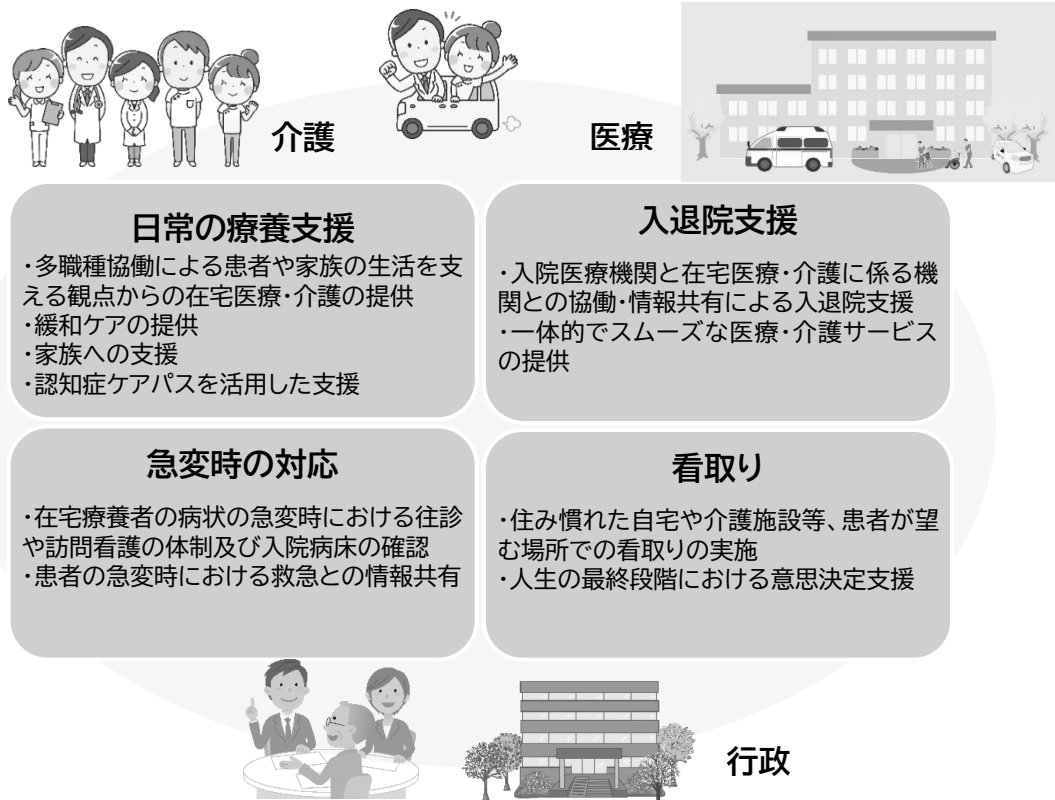 介護
医療
日常の療養支援
・多職種協働による患者や家族の生活を支
える観点からの在宅医療・介護の提供
・緩和ケアの提供
・家族への支援
・認知症ケアパスを活用した支援
入退院支援
・入院医療機関と在宅医療・介護に係る機
関との協働・情報共有による入退院支援
・一体的でスムーズな医療・介護サービス
の提供
急変時の対応
・在宅療養者の病状の急変時における往診
や訪問看護の体制及び入院病床の確認
・患者の急変時における救急との情報共有
看取り
・住み慣れた自宅や介護施設等、患者が望
む場所での看取りの実施
・人生の最終段階における意思決定支援
行政